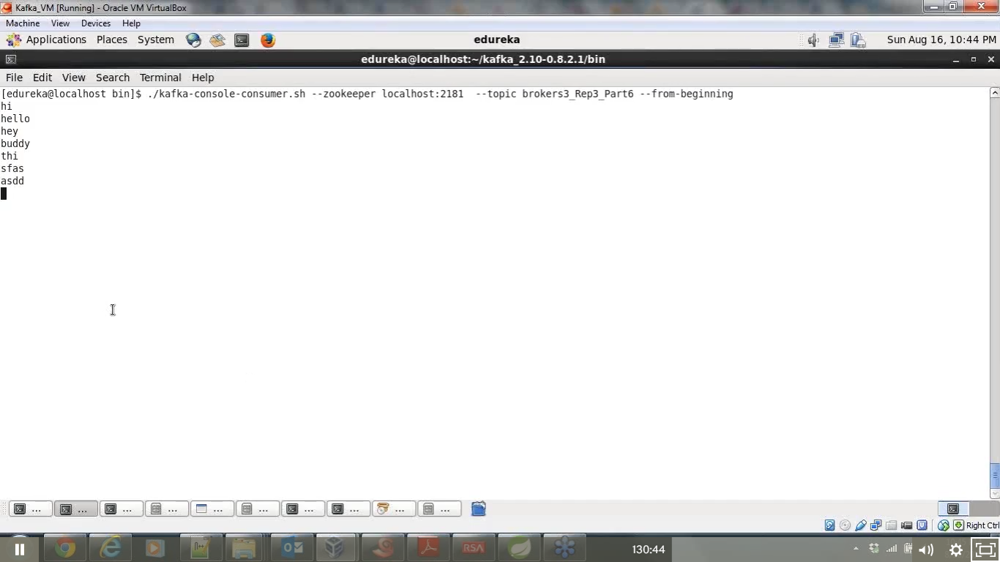 Kafka_VM [Running] - Oracle VM VirtualBox
Machine View Devices Help
Applications Places System edureka Sun Aug 16, 10:44 PM
edureka@localhost:~/kafka_2.10-0.8.2.1/bin
File Edit View Search Terminal Help
[edureka@localhost bin]$ ./kafka-console-consumer.sh --zookeeper localhost:2181  --topic brokers3_Rep3_Part6 --from-beginning
hi
hello
hey
buddy
thi
sfas
asdd
... ... ... ... ... ... ... ... ... ...
Right Ctrl
RSA 130:44